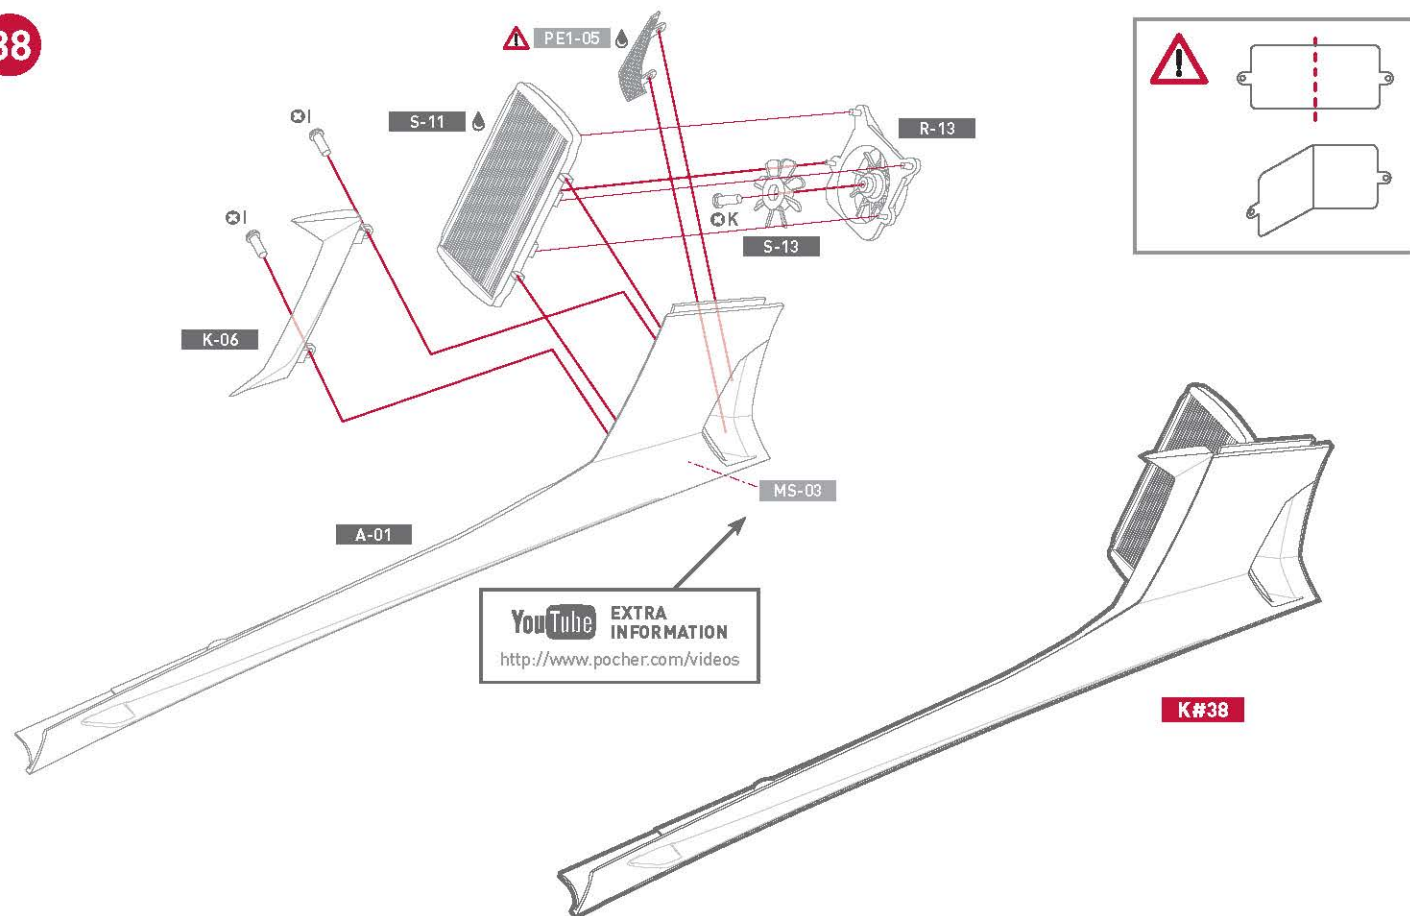 38
PE1-05
S-11
I
R-13
I
K
S-13
K-06
MS-03
A-01
YouTube EXTRA
INFORMATION
http://www.pocher.com/videos
K#38